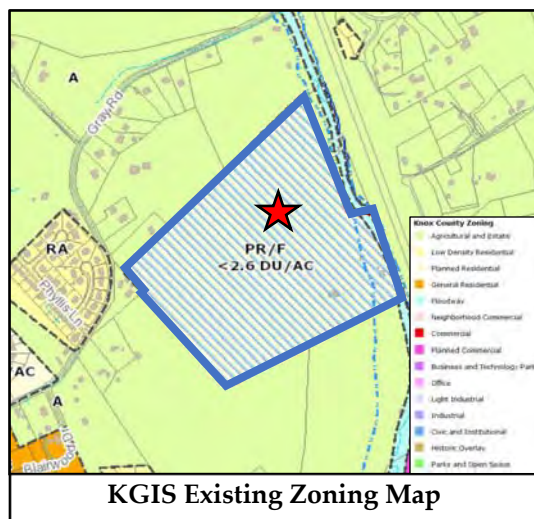 A
Gray Rd
PR/F
<2.6 DU/AC
RA
Phyllis Ln
/AC
A
Blairwood
Knox County Zoning
Agricultural and Estate
Low Density Residential
Planned Residential
General Residential
Floodway
Neighborhood Commercial
Commercial
Planned Commercial
Business and Technology Park
Office
Light Industrial
Industrial
Civic and Institutional
Historic Overlay
Parks and Open Space
KGIS Existing Zoning Map